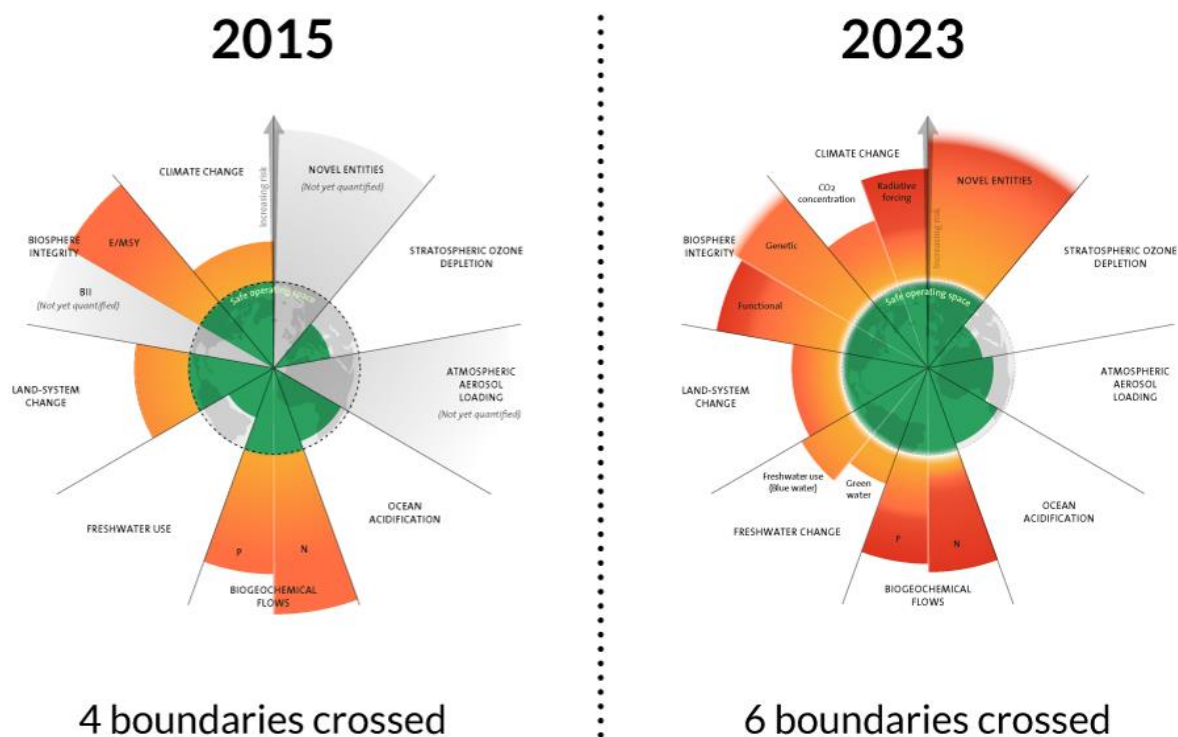 2015
CLIMATE CHANGE
Increasing risk
NOVEL ENTITIES
(Not yet quantified)
STRATOSPHERIC OZONE
DEPLETION
BIOSPHERE
INTEGRITY
E/MSY
BII
(Not yet quantified)
Safe operating space
LAND-SYSTEM
CHANGE
ATMOSPHERIC
AEROSOL
LOADING
(Not yet quantified)
FRESHWATER USE
OCEAN
ACIDIFICATION
P
N
BIOGEOCHEMICAL
FLOWS
4 boundaries crossed
2023
CLIMATE CHANGE
CO₂
concentration
Radiative
forcing
Increasing risk
NOVEL ENTITIES
STRATOSPHERIC OZONE
DEPLETION
BIOSPHERE
INTEGRITY
Genetic
Functional
Safe operating space
LAND-SYSTEM
CHANGE
ATMOSPHERIC
AEROSOL
LOADING
Freshwater use
(Blue water)
Green
water
FRESHWATER CHANGE
OCEAN
ACIDIFICATION
P
N
BIOGEOCHEMICAL
FLOWS
6 boundaries crossed